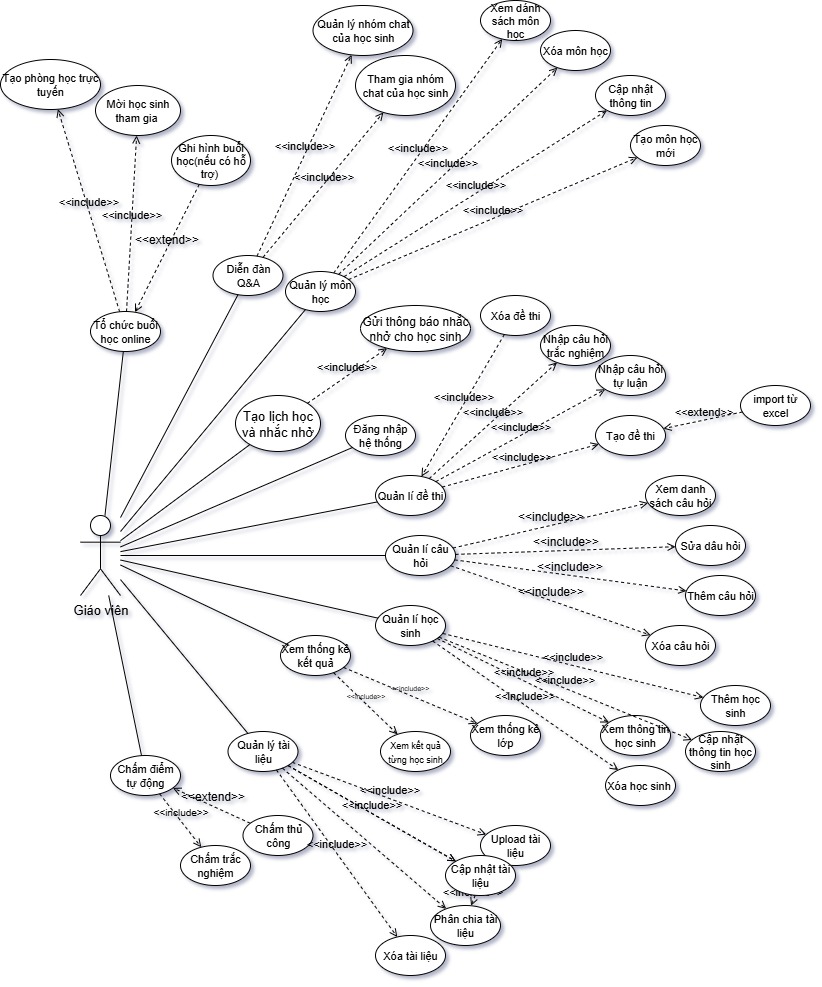 Xem dánh
sách môn
học
Quản lý nhóm chat
của học sinh
Xóa môn học
Tạo phòng học trực
tuyến
Tham gia nhóm
chat của học sinh
Cập nhật
thông tin
Mời học sinh
tham gia
Ghi hình buổi
học(nếu có hỗ
trợ)
Tạo môn học
mới
<<include>>
<<include>>
<<include>>
<<include>>
<<include>>
<<include>>
<<include>>
<<include>>
<<extend>>
Diễn đàn
Q&A
Quản lý môn
học
Tổ chức buổi
học online
Gửi thông báo nhắc
nhở cho học sinh
Xóa đề thi
Nhập câu hỏi
trắc nghiệm
<<include>>
<<include>>
Nhập câu hỏi
tự luận
<<include>>
<<include>>
<<include>>
<<include>>
Tạo lịch học
và nhắc nhở
Đăng nhập
hệ thống
Tạo đề thi
<<extend>>
import từ
excel
Quản lí đề thi
Xem danh
sách câu hỏi
<<include>>
<<include>>
<<include>>
<<include>>
Quản lí câu
hỏi
Sửa dâu hỏi
Thêm câu hỏi
Xóa câu hỏi
Giáo viên
Quản lí học
sinh
Xem thống kê
kết quả
<<include>>
<<include>>
<<include>>
<<include>>
<<include>>
<<include>>
Thêm học
sinh
Xem thống kê
lớp
Xem thông tin
học sinh
Cập nhật
thông tin học
sinh
Xem kết quả
từng học sinh
Xóa học sinh
Quản lý tài
liệu
Chấm điểm
tự động
<<extend>>
<<include>>
<<include>>
<<include>>
<<include>>
Chấm thủ
công
Chấm trắc
nghiệm
Upload tài
liệu
Cập nhật tài
liệu
Phân chia tài
liệu
Xóa tài liệu